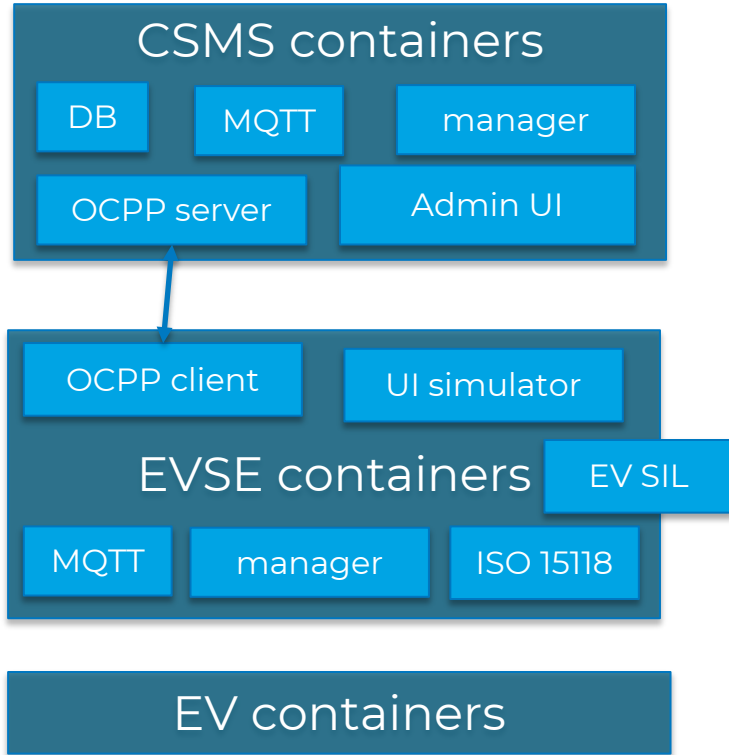 CSMS containers
DB
MQTT
manager
OCPP server
Admin UI
OCPP client
UI simulator
EVSE containers
EV SIL
MQTT
manager
ISO 15118
EV containers